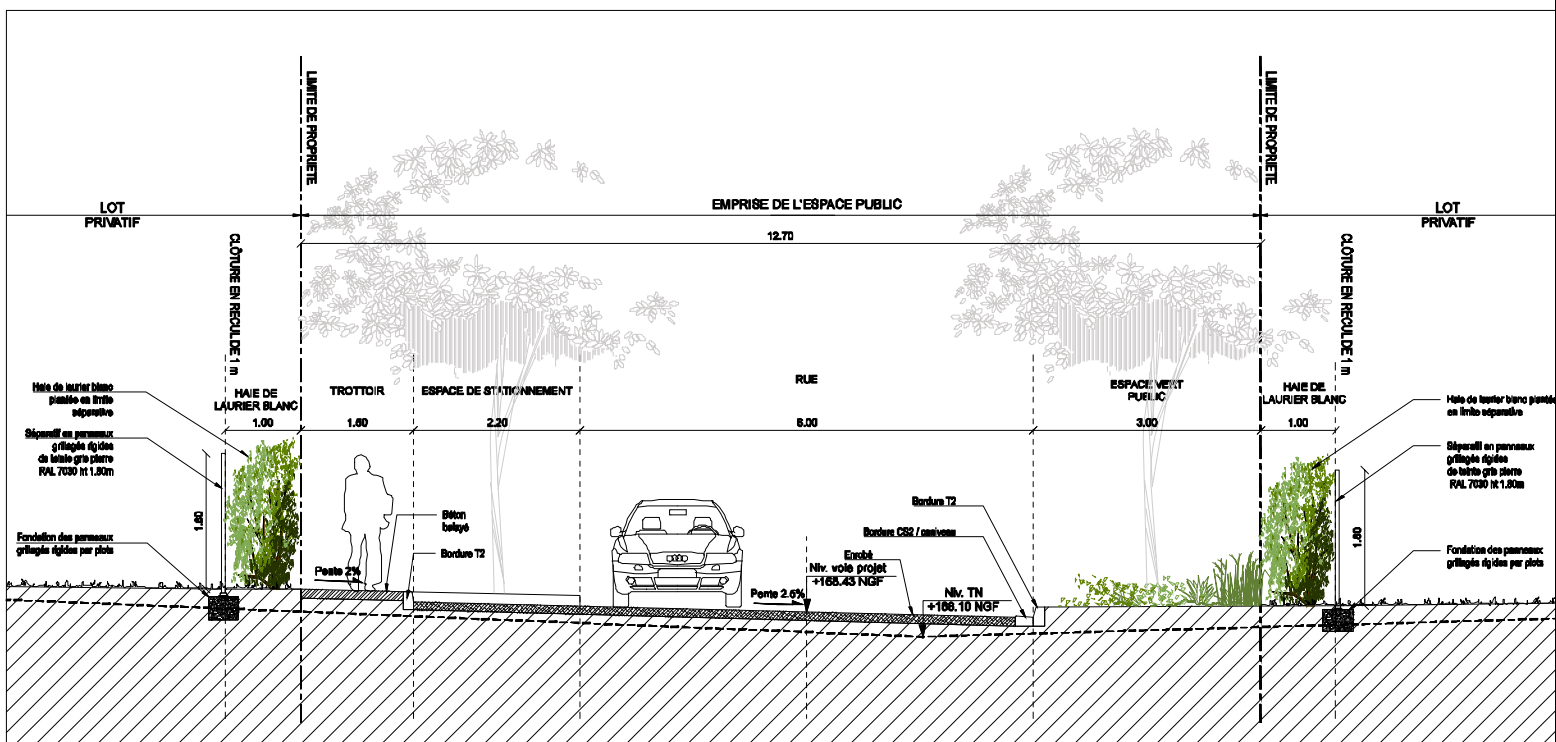 LIMITE DE PROPRIETE
LIMITE DE PROPRIETE
LOT
PRIVATIF
EMPRISE DE L'ESPACE PUBLIC
LOT
PRIVATIF
12.70
CLÔTURE EN RECUL DE 1 m
CLÔTURE EN RECUL DE 1 m
HAIE DE
LAURIER BLANC
TROTTOIR
ESPACE DE STATIONNEMENT
RUE
ESPACE VERT
PUBLIC
HAIE DE
LAURIER BLANC
1.00
1.50
2.20
6.00
3.00
1.00
Haie de laurier blanc
plantée en limite
séparative
Séparatif en panneaux
grillagés rigides
de teinte gris pierre
RAL 7030 ht 1.80m
1.80
Fondation des panneaux
grillagés rigides par plots
Pente 2%
Béton
balayé
Bordure T2
Bordure T2
Bordure CS2 / caniveau
Enrobé
Niv. voie projet
+168.43 NGF
Pente 2.5%
Niv. TN
+168.10 NGF
Haie de laurier blanc plantée
en limite séparative
Séparatif en panneaux
grillagés rigides
de teinte gris pierre
RAL 7030 ht 1.80m
1.80
Fondation des panneaux
grillagés rigides par plots